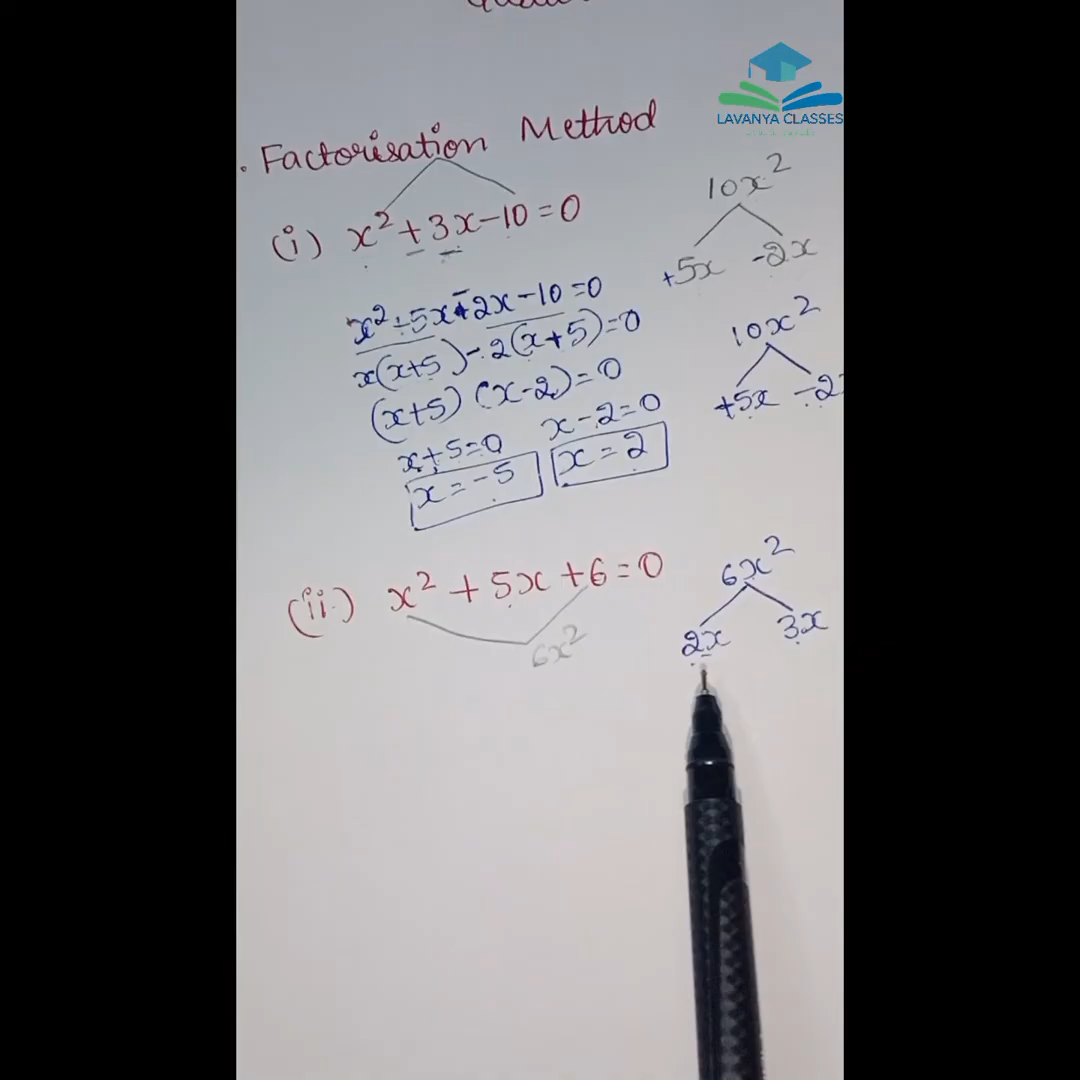 LAVANYA CLASSES
. Factorisation Method
(i) x² + 3x - 10 = 0
10x²
+5x -2x
x² + 5x - 2x - 10 = 0
x(x+5) - 2(x+5) = 0
(x+5) (x-2) = 0
x+5=0 x-2=0
x=-5 x=2
10x²
+5x -2
(ii) x² + 5x + 6 = 0
6x²
6x²
2x 3x